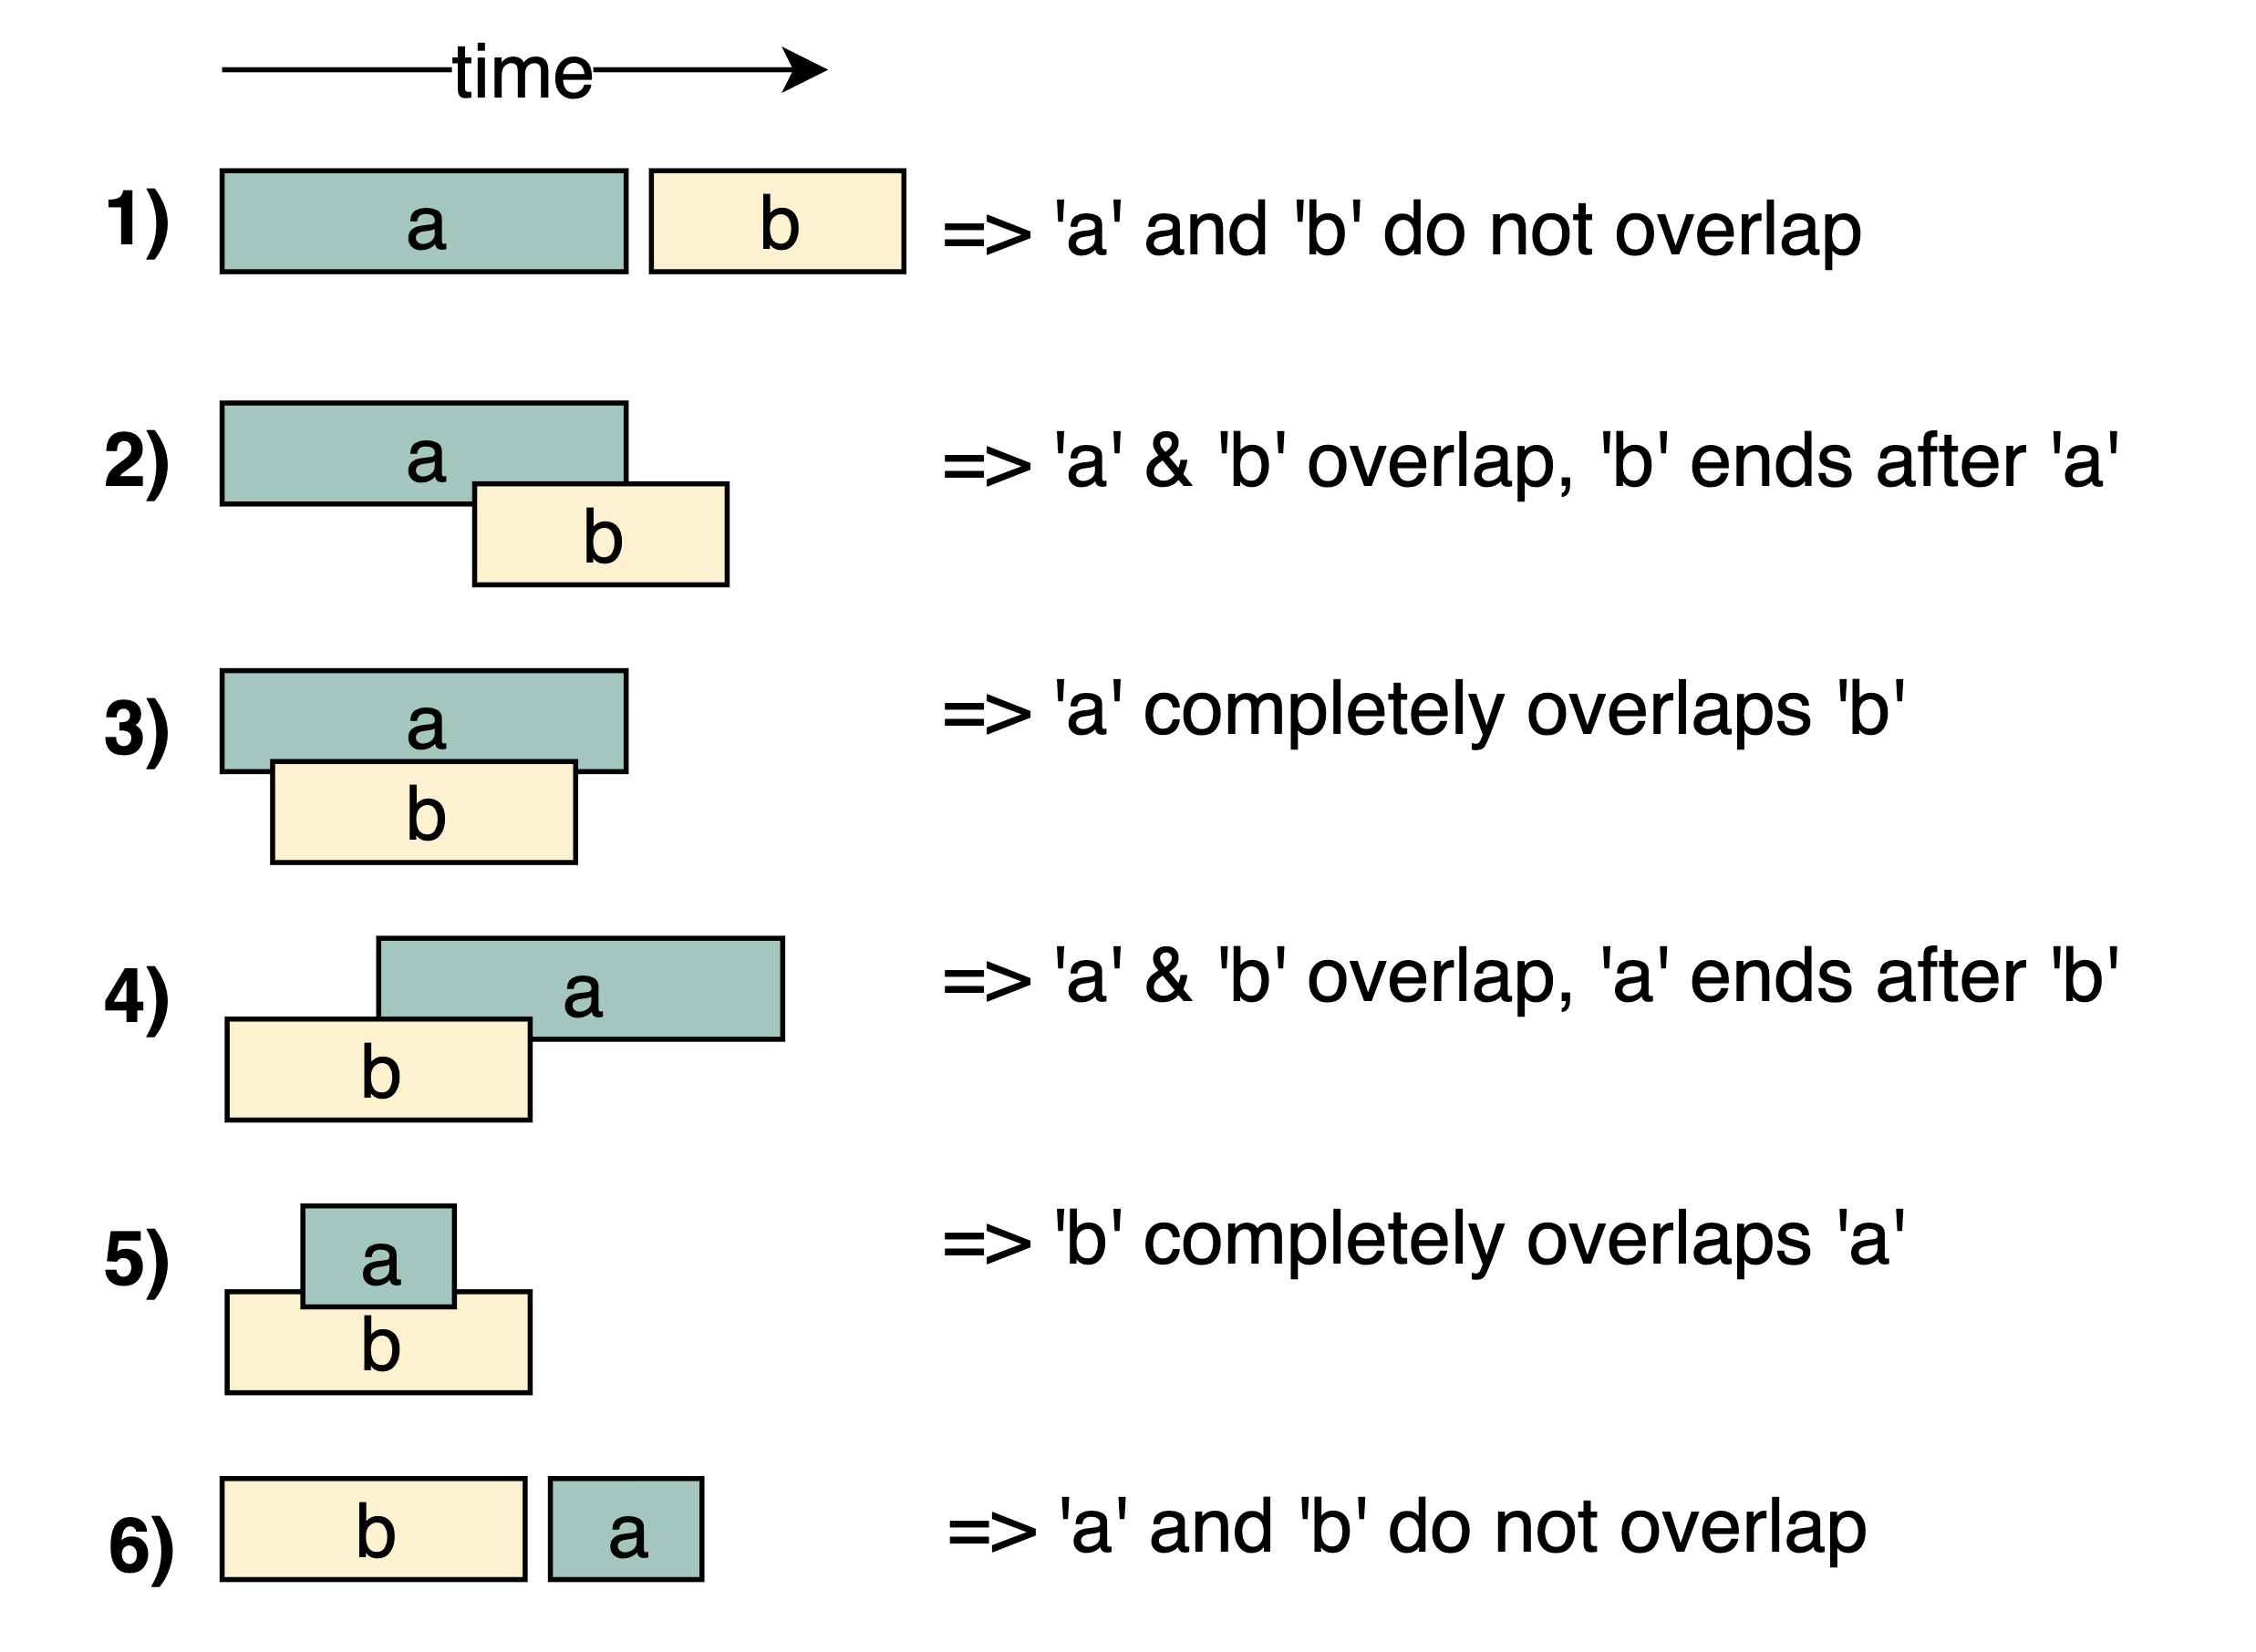 time
1) a b => 'a' and 'b' do not overlap
2) a => 'a' & 'b' overlap, 'b' ends after 'a'
b
3) a => 'a' completely overlaps 'b'
b
4) a => 'a' & 'b' overlap, 'a' ends after 'b'
b
5) a => 'b' completely overlaps 'a'
b
6) b a => 'a' and 'b' do not overlap